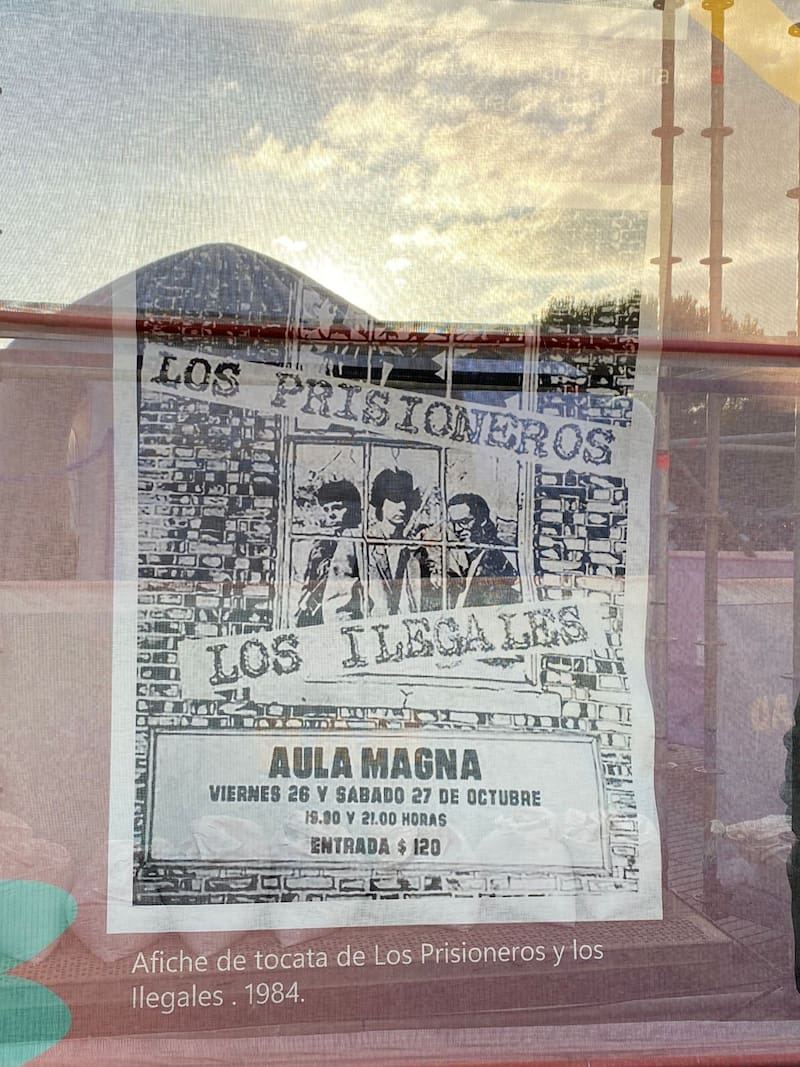 LOS PRISIONEROS
LOS ILEGALES
AULA MAGNA
VIERNES 26 Y SABADO 27 DE OCTUBRE
19.00 Y 21.00 HORAS
ENTRADA $ 120
Afiche de tocata de Los Prisioneros y los
Ilegales . 1984.